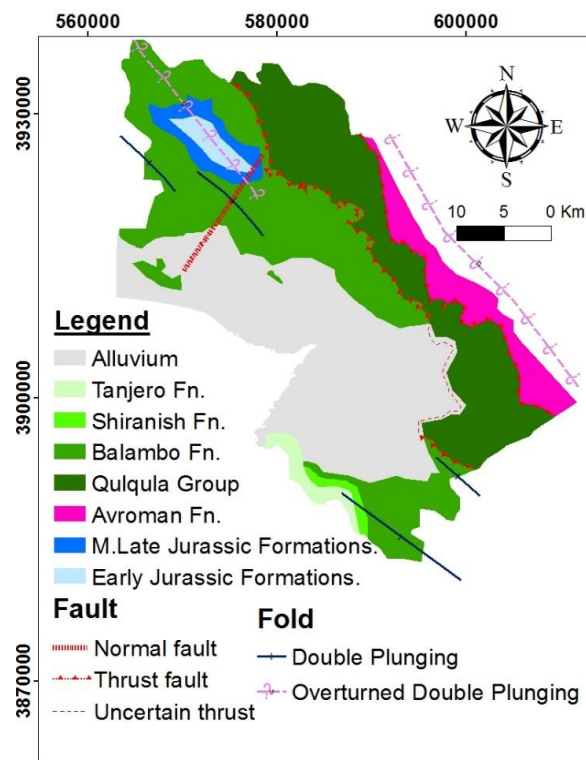 560000 580000 600000
3930000
N
W E
S
10 5 0 Km
Legend
Alluvium
3900000
Tanjero Fn.
Shiranish Fn.
Balambo Fn.
Qulqula Group
Avroman Fn.
M.Late Jurassic Formations.
Early Jurassic Formations.
Fault
Fold
Normal fault
Double Plunging
3870000
Thrust fault
Overturned Double Plunging
Uncertain thrust